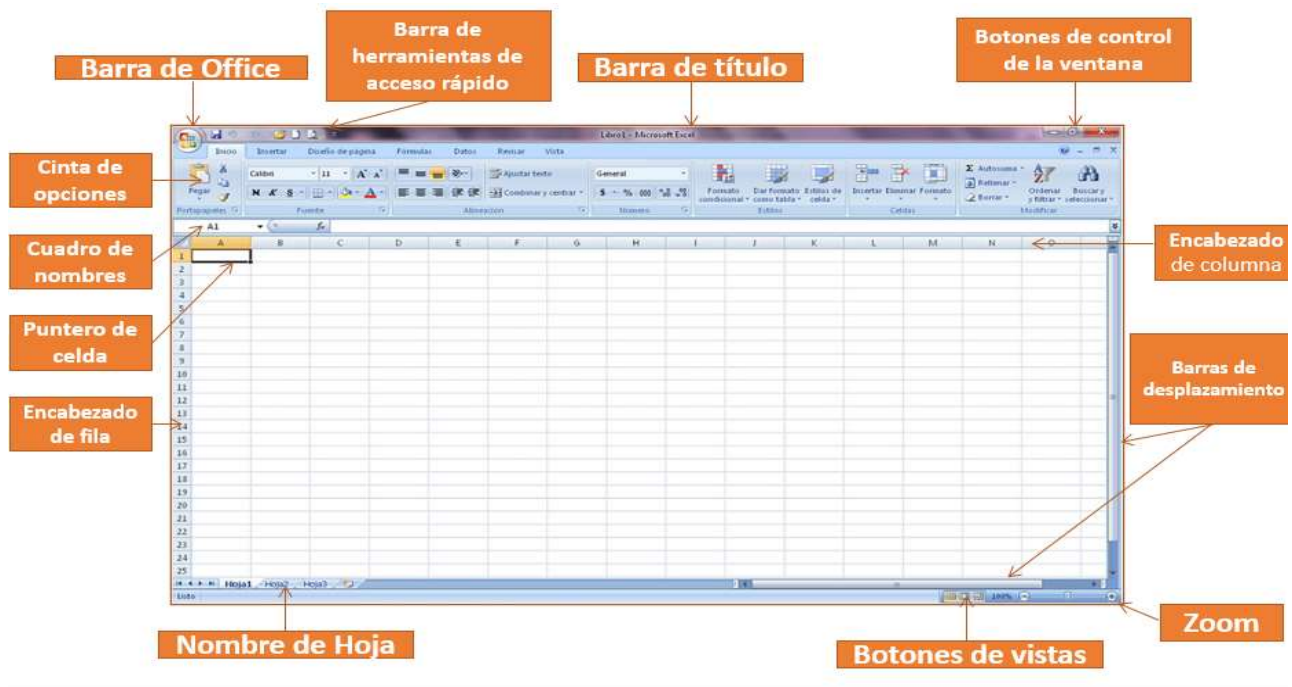 Barra de Office
Barra de
herramientas de
acceso rápido
Barra de título
Botones de control
de la ventana
Libro1 - Microsoft Excel
Inicio Insertar Diseño de página Formulas Datos Revisar Vista
Cinta de
opciones
Pegar
Calibri 11
Ajustar texto
General
Formato
condicional
Dar formato
como tabla
Estilos de
celda
Insertar Eliminar Formato
Autosuma
Rellenar
Borrar
Ordenar
y filtrar
Buscar y
seleccionar
N K S
Combinar y centrar
$ % 000
Portapapeles Fuente Alineación Número Estilos Celdas Modificar
Cuadro de
nombres
A1 fx
A B C D E F G H I J K L M N O
Encabezado
de columna
Puntero de
celda
Encabezado
de fila
Barras de
desplazamiento
1
2
3
4
5
6
7
8
9
10
11
12
13
14
15
16
17
18
19
20
21
22
23
24
25
Hoja1 Hoja2 Hoja3
Listo 100%
Nombre de Hoja
Botones de vistas
Zoom